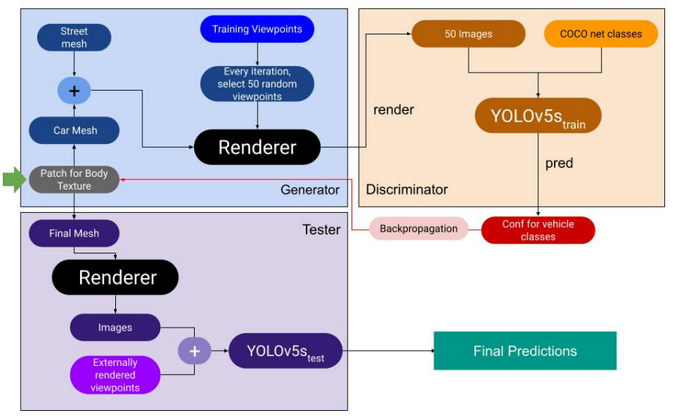 Street
mesh
Training Viewpoints
50 Images
COCO net classes
+
Every iteration,
select 50 random
viewpoints
render
Car Mesh
Renderer
YOLOv5s train
pred
Patch for Body
Texture
Generator
Discriminator
Final Mesh
Tester
Backpropagation
Conf for vehicle
classes
Renderer
Images
+
YOLOv5s test
Final Predictions
Externally
rendered
viewpoints